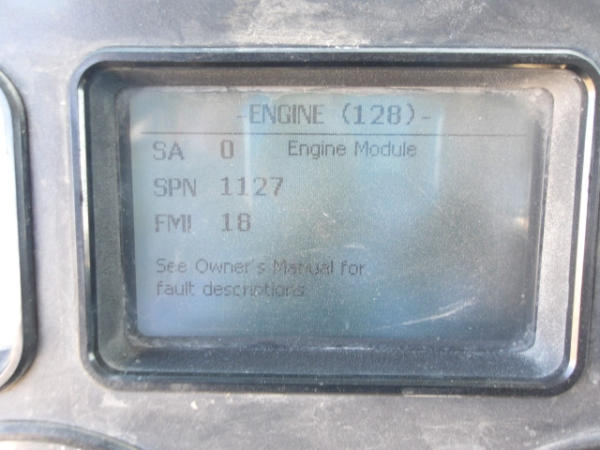 -ENGINE (128)-
SA 0 Engine Module
SPN 1127
FMI 18
See Owner's Manual for
fault descriptions